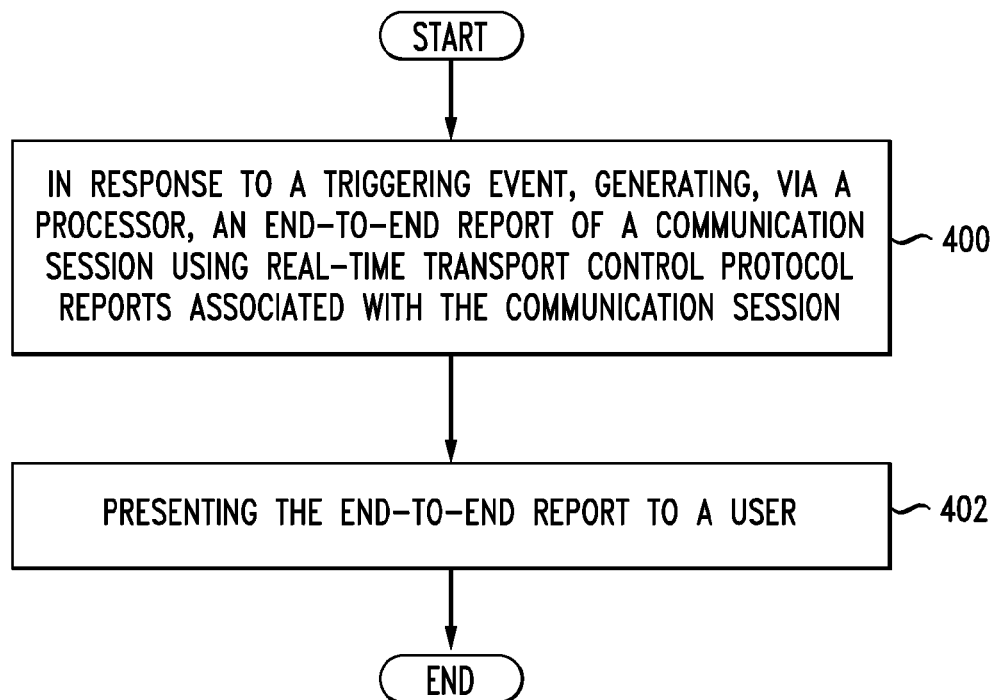 START
IN RESPONSE TO A TRIGGERING EVENT, GENERATING, VIA A
PROCESSOR, AN END-TO-END REPORT OF A COMMUNICATION
SESSION USING REAL-TIME TRANSPORT CONTROL PROTOCOL
REPORTS ASSOCIATED WITH THE COMMUNICATION SESSION
400
PRESENTING THE END-TO-END REPORT TO A USER
402
END